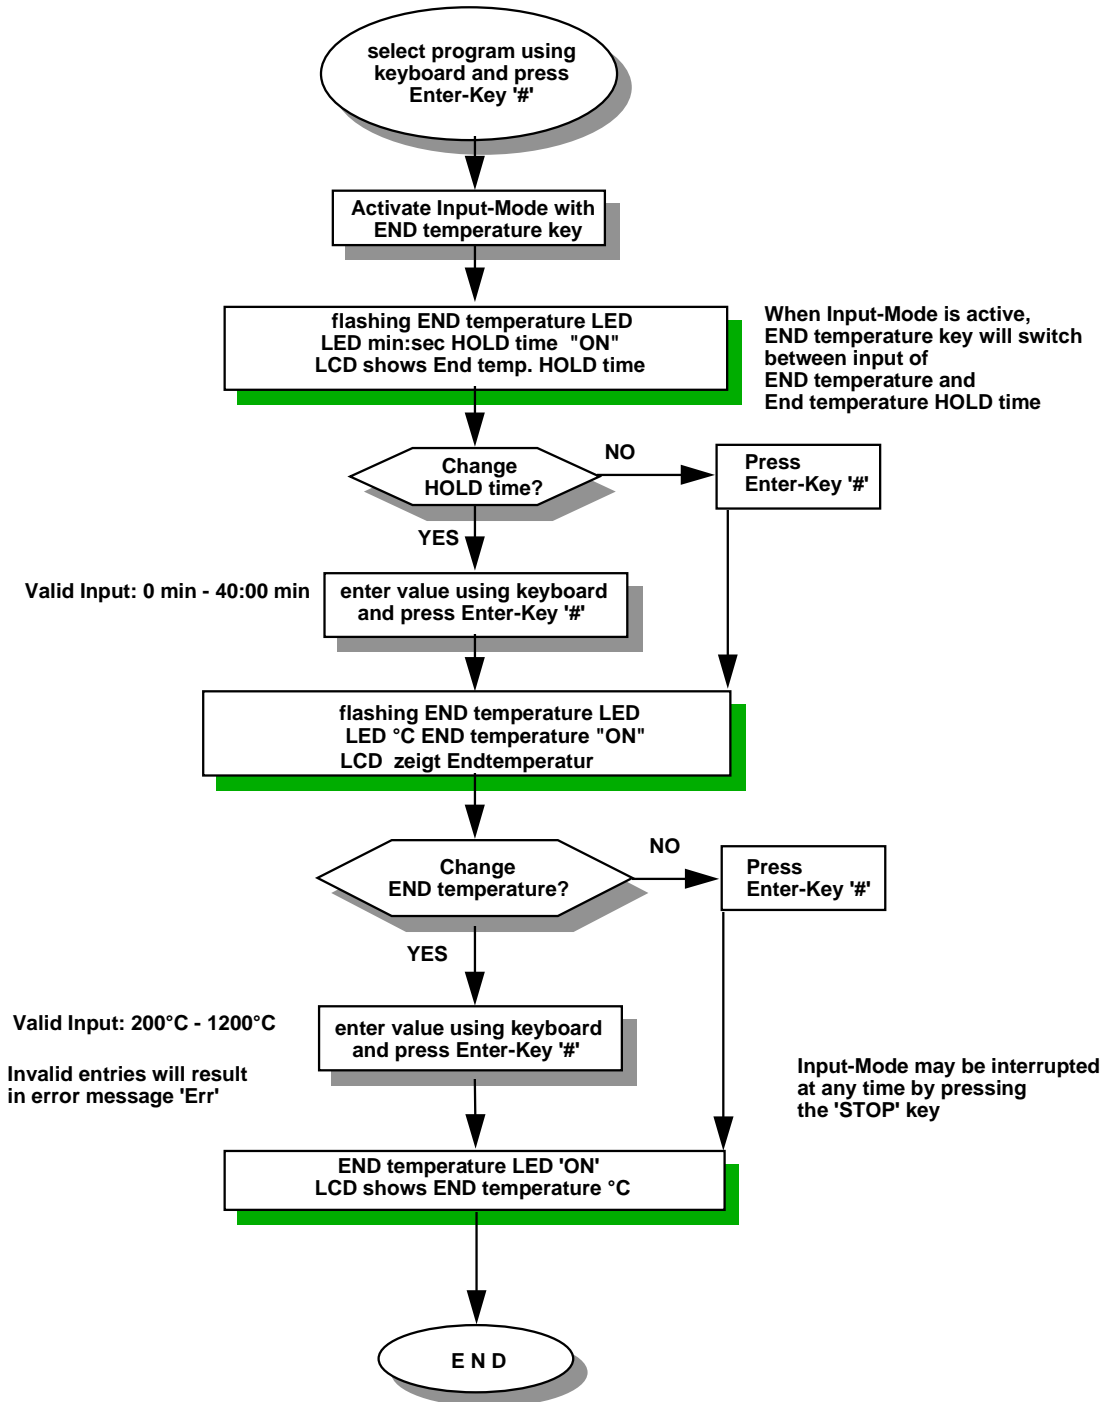 select program using
keyboard and press
Enter-Key '#'
Activate Input-Mode with
END temperature key
flashing END temperature LED
LED min:sec HOLD time "ON"
LCD shows End temp. HOLD time
When Input-Mode is active,
END temperature key will switch
between input of
END temperature and
End temperature HOLD time
Change
HOLD time?
NO
Press
Enter-Key '#'
YES
Valid Input: 0 min - 40:00 min
enter value using keyboard
and press Enter-Key '#'
flashing END temperature LED
LED °C END temperature "ON"
LCD zeigt Endtemperatur
Change
END temperature?
NO
Press
Enter-Key '#'
YES
Valid Input: 200°C - 1200°C
Invalid entries will result
in error message 'Err'
enter value using keyboard
and press Enter-Key '#'
Input-Mode may be interrupted
at any time by pressing
the 'STOP' key
END temperature LED 'ON'
LCD shows END temperature °C
E N D